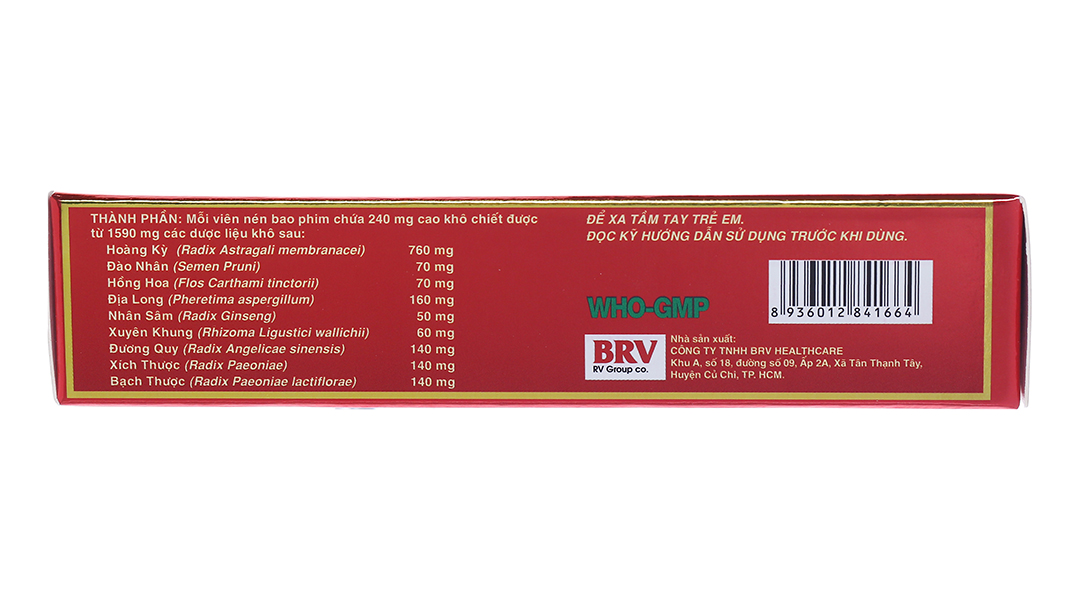 THÀNH PHẦN: Mỗi viên nén bao phim chứa 240 mg cao khô chiết được
từ 1590 mg các dược liệu khô sau:
Hoàng Kỳ (Radix Astragali membranacei) 760 mg
Đào Nhân (Semen Pruni) 70 mg
Hồng Hoa (Flos Carthami tinctorii) 70 mg
Địa Long (Pheretima aspergillum) 160 mg
Nhân Sâm (Radix Ginseng) 50 mg
Xuyên Khung (Rhizoma Ligustici wallichii) 60 mg
Đương Quy (Radix Angelicae sinensis) 140 mg
Xích Thược (Radix Paeoniae) 140 mg
Bạch Thược (Radix Paeoniae lactiflorae) 140 mg
ĐỂ XA TẦM TAY TRẺ EM.
ĐỌC KỸ HƯỚNG DẪN SỬ DỤNG TRƯỚC KHI DÙNG.
8 936012 841664
WHO-GMP
BRV
RV Group co.
Nhà sản xuất:
CÔNG TY TNHH BRV HEALTHCARE
Khu A, số 18, đường số 09, Ấp 2A, Xã Tân Thạnh Tây,
Huyện Củ Chi, TP. HCM.